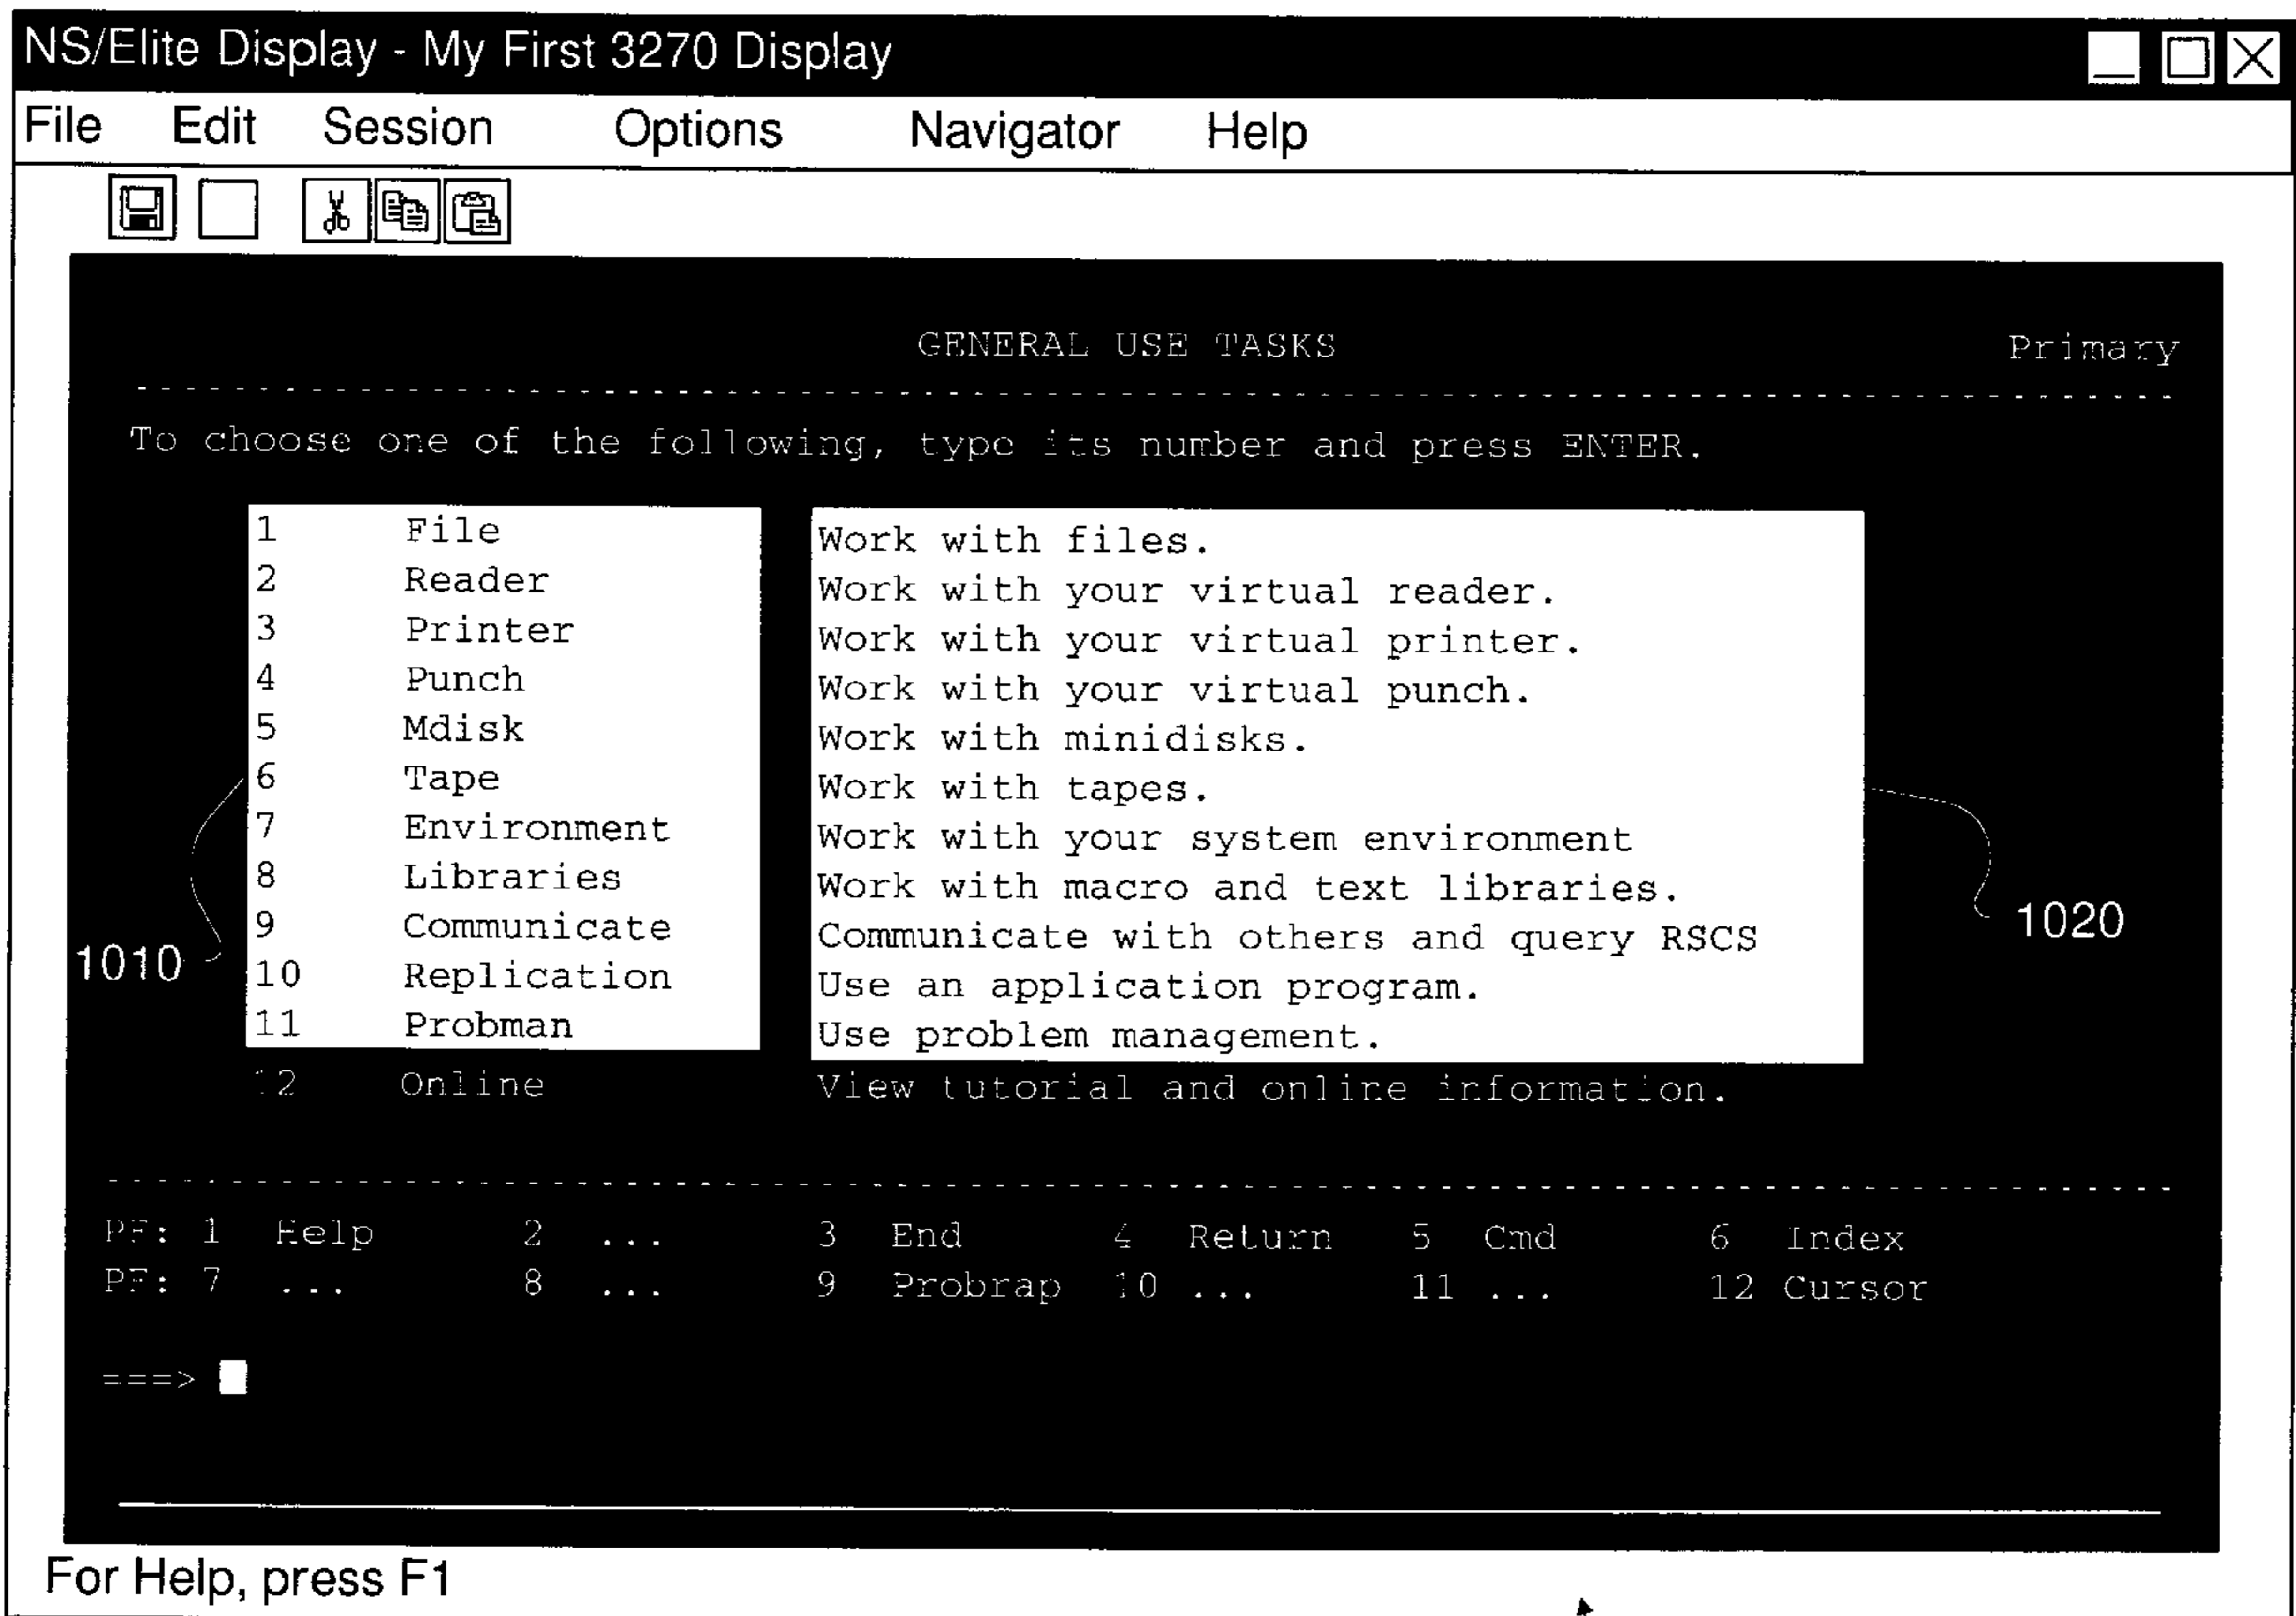 NS/Elite Display - My First 3270 Display
File Edit Session Options Navigator Help
GENERAL USE TASKS Primary
To choose one of the following, type its number and press ENTER.
1 File Work with files.
2 Reader Work with your virtual reader.
3 Printer Work with your virtual printer.
4 Punch Work with your virtual punch.
5 Mdisk Work with minidisks.
6 Tape Work with tapes.
7 Environment Work with your system environment
8 Libraries Work with macro and text libraries.
9 Communicate Communicate with others and query RSCS
10 Replication Use an application program.
11 Probman Use problem management.
12 Online View tutorial and online information.
1010
1020
PF: 1 Help 2 ... 3 End 4 Return 5 Cmd 6 Index
PF: 7 ... 8 ... 9 Probrap 10 ... 11 ... 12 Cursor
===>
For Help, press F1